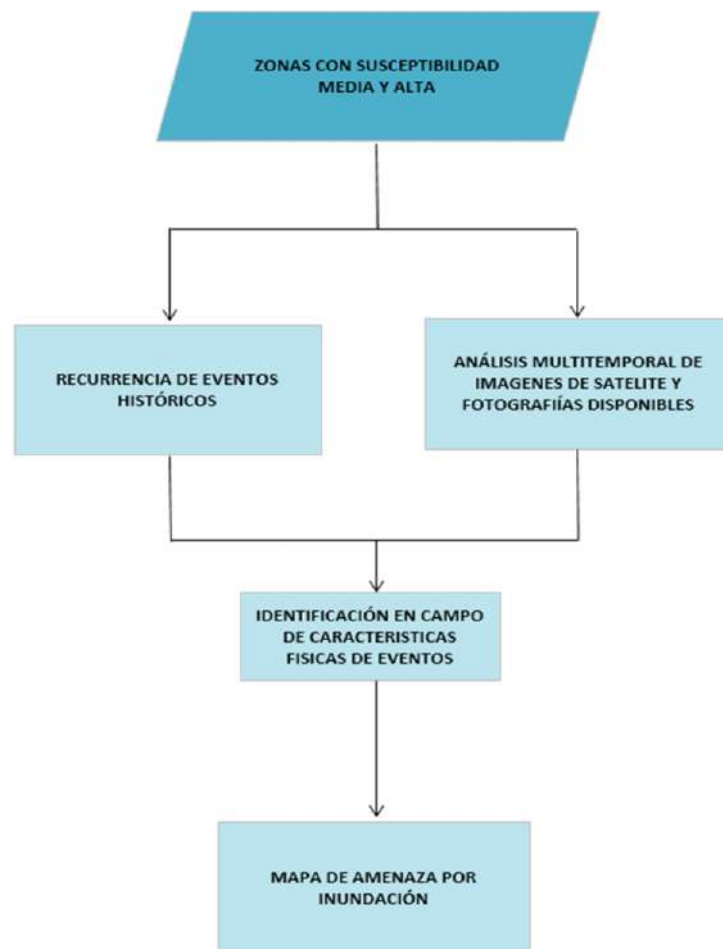 ZONAS CON SUSCEPTIBILIDAD
MEDIA Y ALTA
RECURRENCIA DE EVENTOS
HISTÓRICOS
ANÁLISIS MULTITEMPORAL DE
IMAGENES DE SATELITE Y
FOTOGRAFIÍAS DISPONIBLES
IDENTIFICACIÓN EN CAMPO
DE CARACTERISTICAS
FISICAS DE EVENTOS
MAPA DE AMENAZA POR
INUNDACIÓN